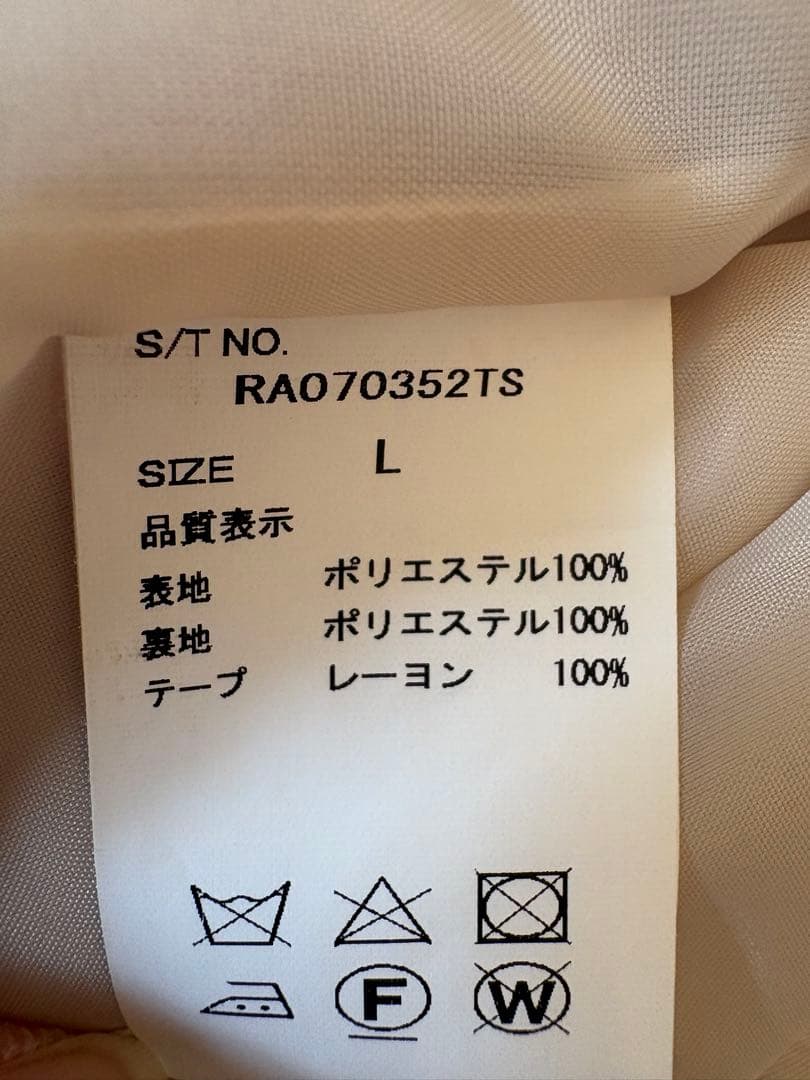 S/T NO.
RA070352TS
SIZE L
品質表示
表地 ポリエステル100%
裏地 ポリエステル100%
テープ レーヨン 100%
F W